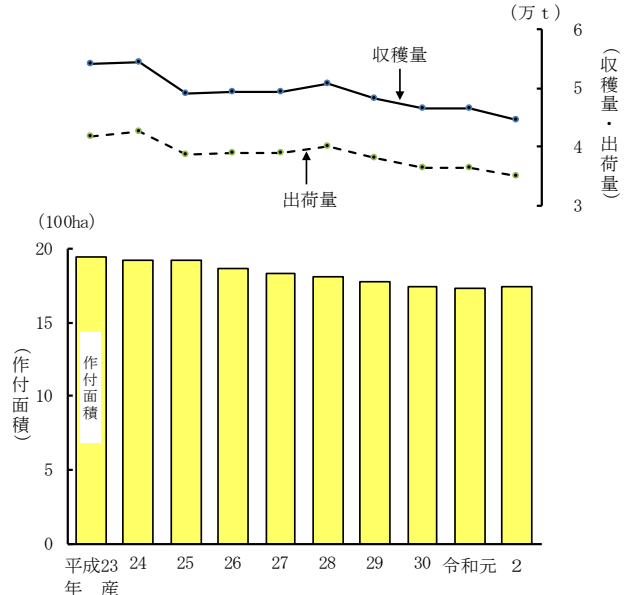 （万ｔ）
6
5
4
3
（収穫量・出荷量）
収穫量
出荷量
（100ha）
20
15
10
5
0
（作付面積）
作付面積
平成23 24 25 26 27 28 29 30 令和元 2
年　産